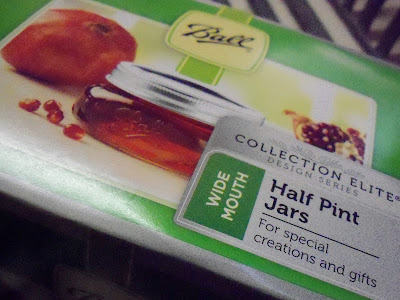 Ball
COLLECTION ELITE®
DESIGN SERIES
WIDE
MOUTH
Half Pint
Jars
For special
creations and gifts